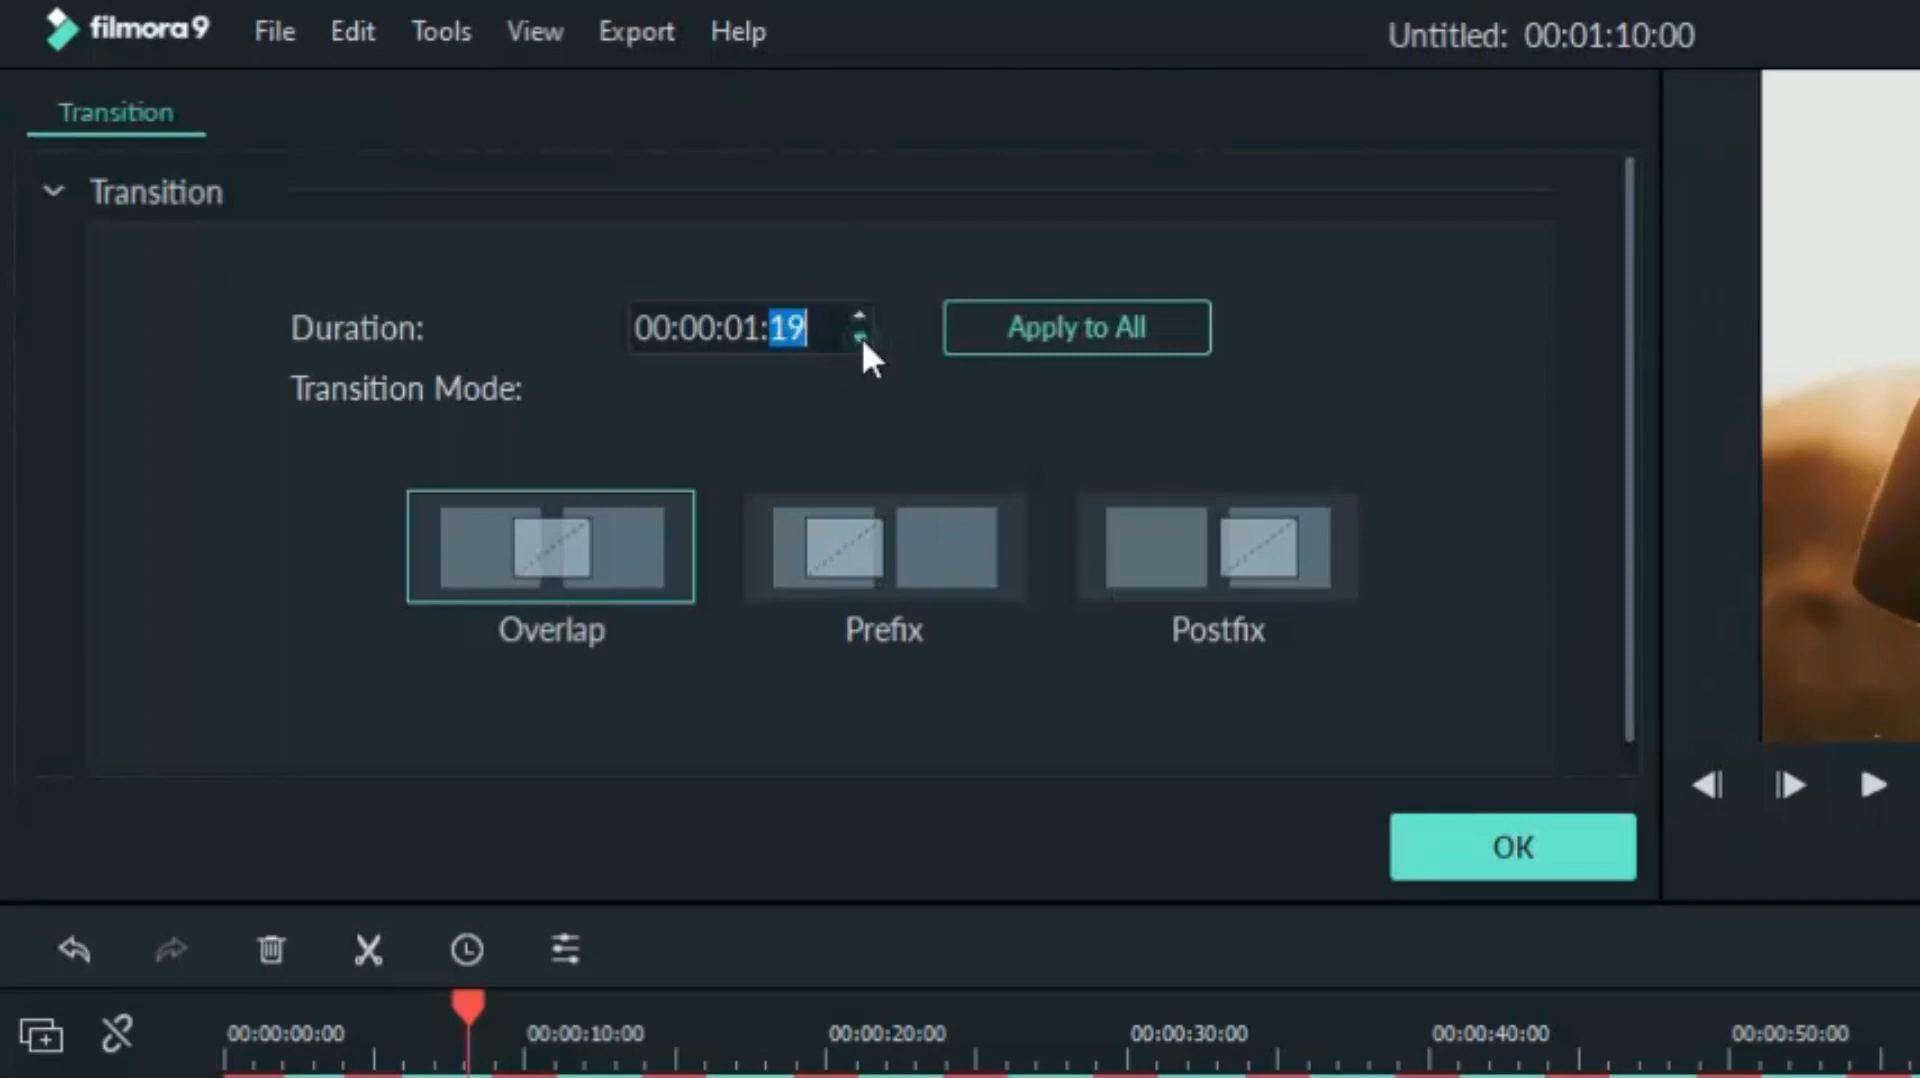 filmora9 File Edit Tools View Export Help Untitled: 00:01:10:00
Transition
Transition
Duration: 00:00:01:19 Apply to All
Transition Mode:
Overlap Prefix Postfix
OK
00:00:00:00 00:00:10:00 00:00:20:00 00:00:30:00 00:00:40:00 00:00:50:00